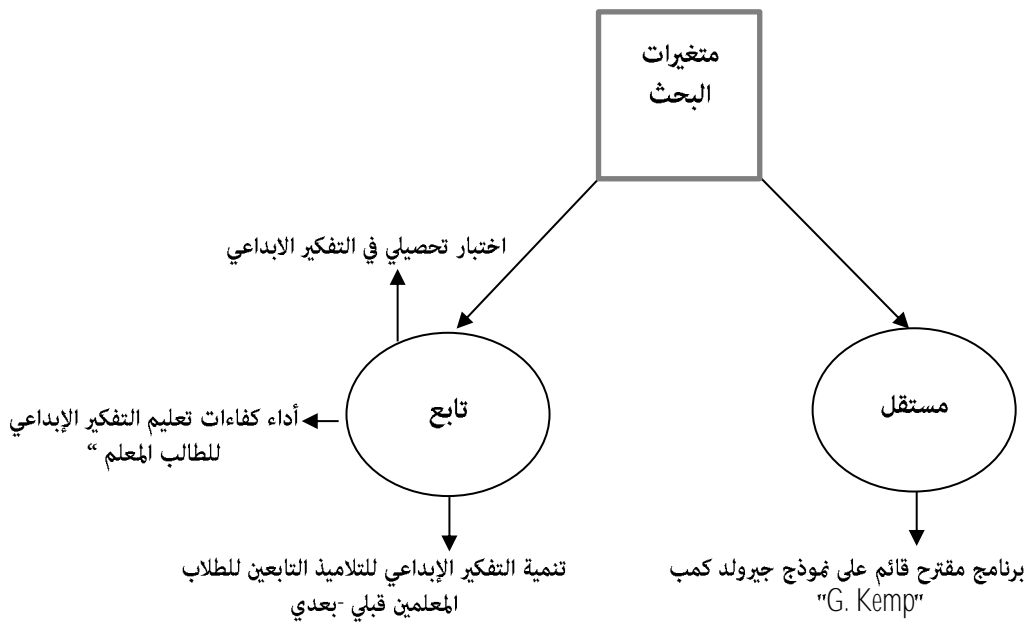 متغيرات
البحث
اختبار تحصيلي في التفكير الابداعي
مستقل
تابع
أداء كفاءات تعليم التفكير الإبداعي
للطالب المعلم “
برنامج مقترح قائم على نموذج جيرولد كمب
"G. Kemp"
تنمية التفكير الإبداعي للتلاميذ التابعين للطلاب
المعلمين قبلي -بعدي